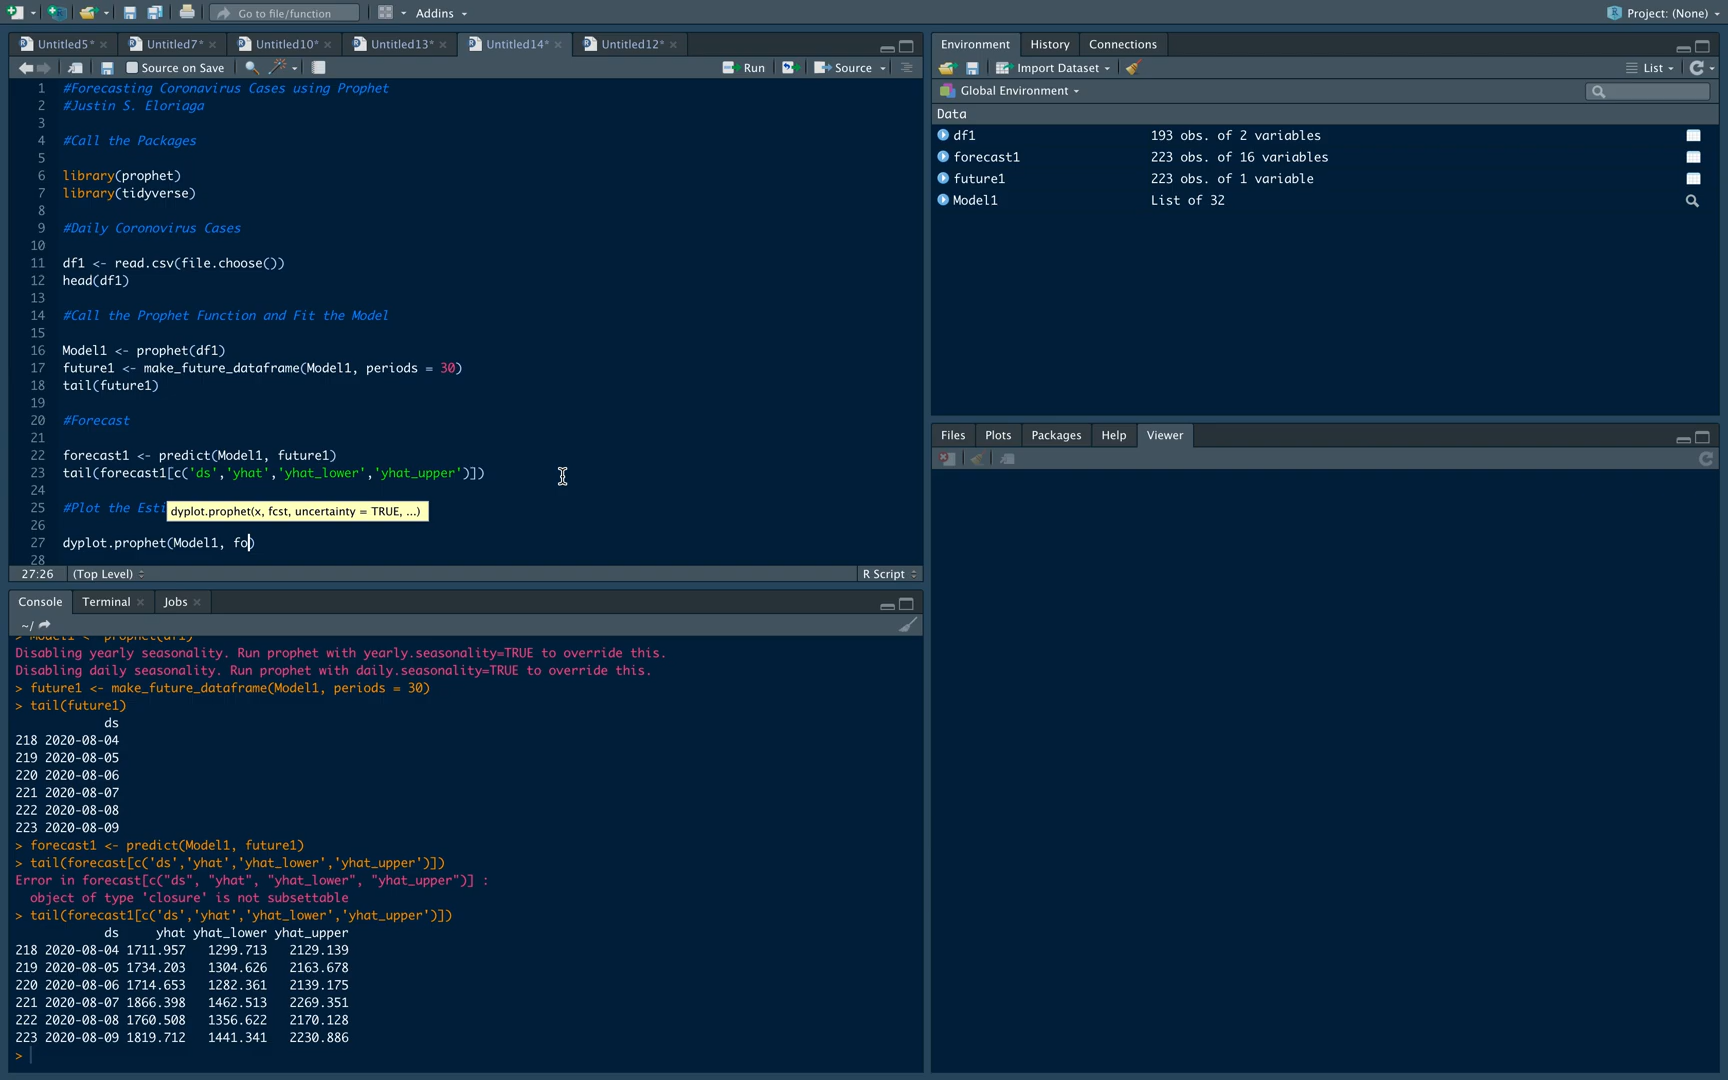 Go to file/function
Addins
Project: (None)
Untitled5*
Untitled7*
Untitled10*
Untitled13*
Untitled14*
Untitled12*
Source on Save
Run
Source
1 #Forecasting Coronavirus Cases using Prophet
2 #Justin S. Eloriaga
3
4 #Call the Packages
5
6 library(prophet)
7 library(tidyverse)
8
9 #Daily Coronovirus Cases
10
11 df1 <- read.csv(file.choose())
12 head(df1)
13
14 #Call the Prophet Function and Fit the Model
15
16 Model1 <- prophet(df1)
17 future1 <- make_future_dataframe(Model1, periods = 30)
18 tail(future1)
19
20 #Forecast
21
22 forecast1 <- predict(Model1, future1)
23 tail(forecast1[c('ds','yhat','yhat_lower','yhat_upper')])
24
25 #Plot the Esti
dyplot.prophet(x, fcst, uncertainty = TRUE, ...)
26
27 dyplot.prophet(Model1, fo)
28
27:26 (Top Level) R Script
Console Terminal Jobs
~/
> Model1 <- prophet(df1)
Disabling yearly seasonality. Run prophet with yearly.seasonality=TRUE to override this.
Disabling daily seasonality. Run prophet with daily.seasonality=TRUE to override this.
> future1 <- make_future_dataframe(Model1, periods = 30)
> tail(future1)
ds
218 2020-08-04
219 2020-08-05
220 2020-08-06
221 2020-08-07
222 2020-08-08
223 2020-08-09
> forecast1 <- predict(Model1, future1)
> tail(forecast[c('ds','yhat','yhat_lower','yhat_upper')])
Error in forecast[c("ds", "yhat", "yhat_lower", "yhat_upper")] :
object of type 'closure' is not subsettable
> tail(forecast1[c('ds','yhat','yhat_lower','yhat_upper')])
ds yhat yhat_lower yhat_upper
218 2020-08-04 1711.957 1299.713 2129.139
219 2020-08-05 1734.203 1304.626 2163.678
220 2020-08-06 1714.653 1282.361 2139.175
221 2020-08-07 1866.398 1462.513 2269.351
222 2020-08-08 1760.508 1356.622 2170.128
223 2020-08-09 1819.712 1441.341 2230.886
>
Environment History Connections
Import Dataset
List
Global Environment
Data
df1 193 obs. of 2 variables
forecast1 223 obs. of 16 variables
future1 223 obs. of 1 variable
Model1 List of 32
Files Plots Packages Help Viewer